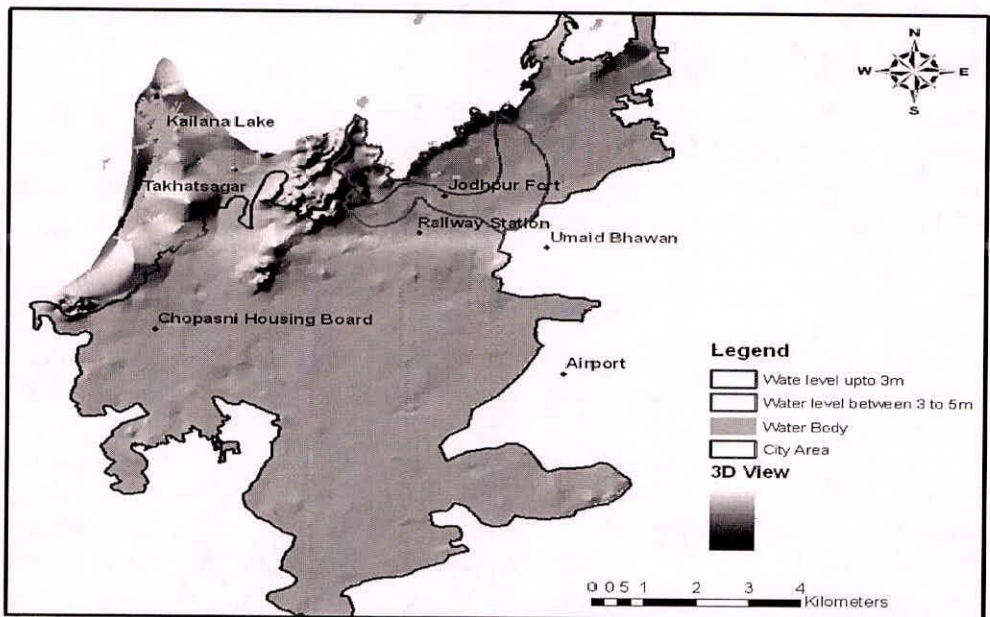 N
W E
S
Kailana Lake
Takhatsagar
Jodhpur Fort
Railway Station
Umaid Bhawan
Chopasni Housing Board
Airport
Legend
Wate level upto 3m
Water level between 3 to 5m
Water Body
City Area
3D View
0 0.5 1 2 3 4
Kilometers